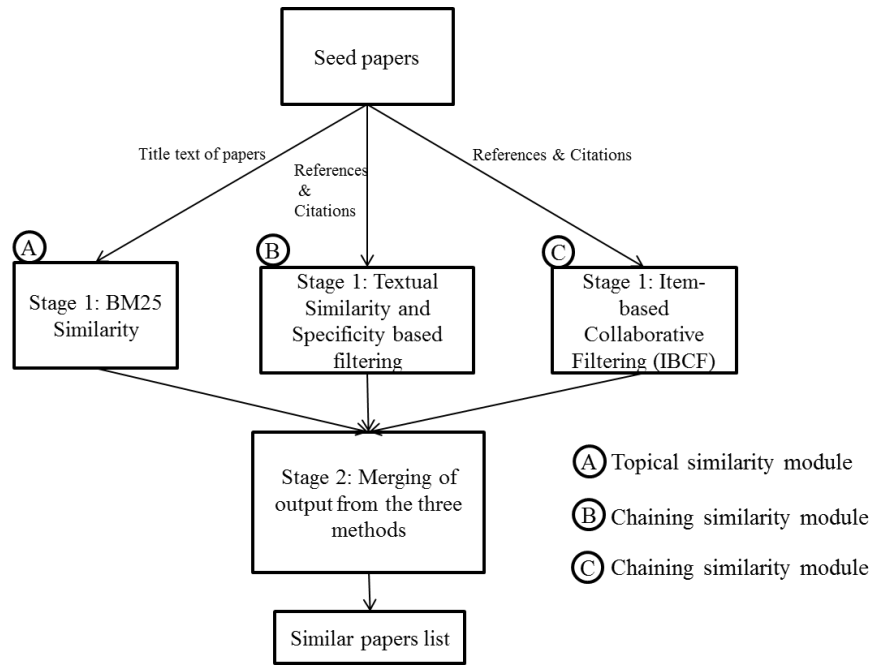 Seed papers
Title text of papers
References
&
Citations
References & Citations
A
B
C
Stage 1: BM25
Similarity
Stage 1: Textual
Similarity and
Specificity based
filtering
Stage 1: Item-
based
Collaborative
Filtering (IBCF)
Stage 2: Merging of
output from the three
methods
A Topical similarity module
B Chaining similarity module
C Chaining similarity module
Similar papers list